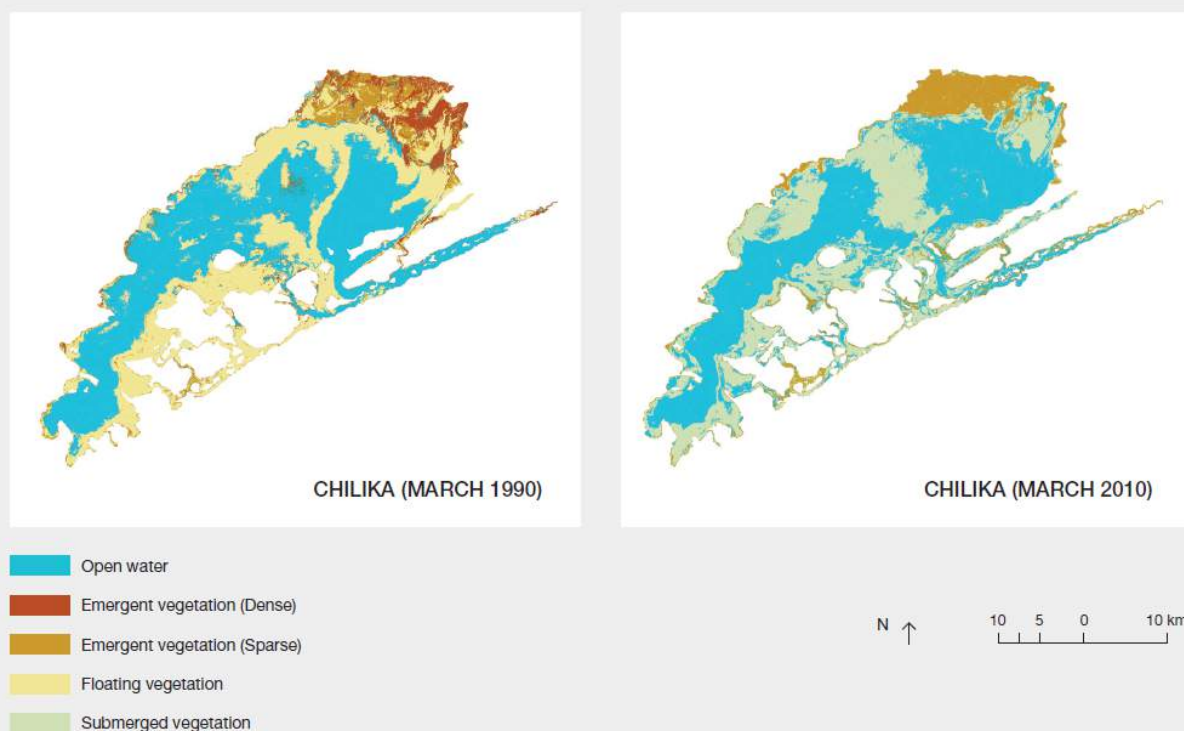 CHILIKA (MARCH 1990)
CHILIKA (MARCH 2010)
Open water
Emergent vegetation (Dense)
Emergent vegetation (Sparse)
Floating vegetation
Submerged vegetation
N
10 5 0 10 km